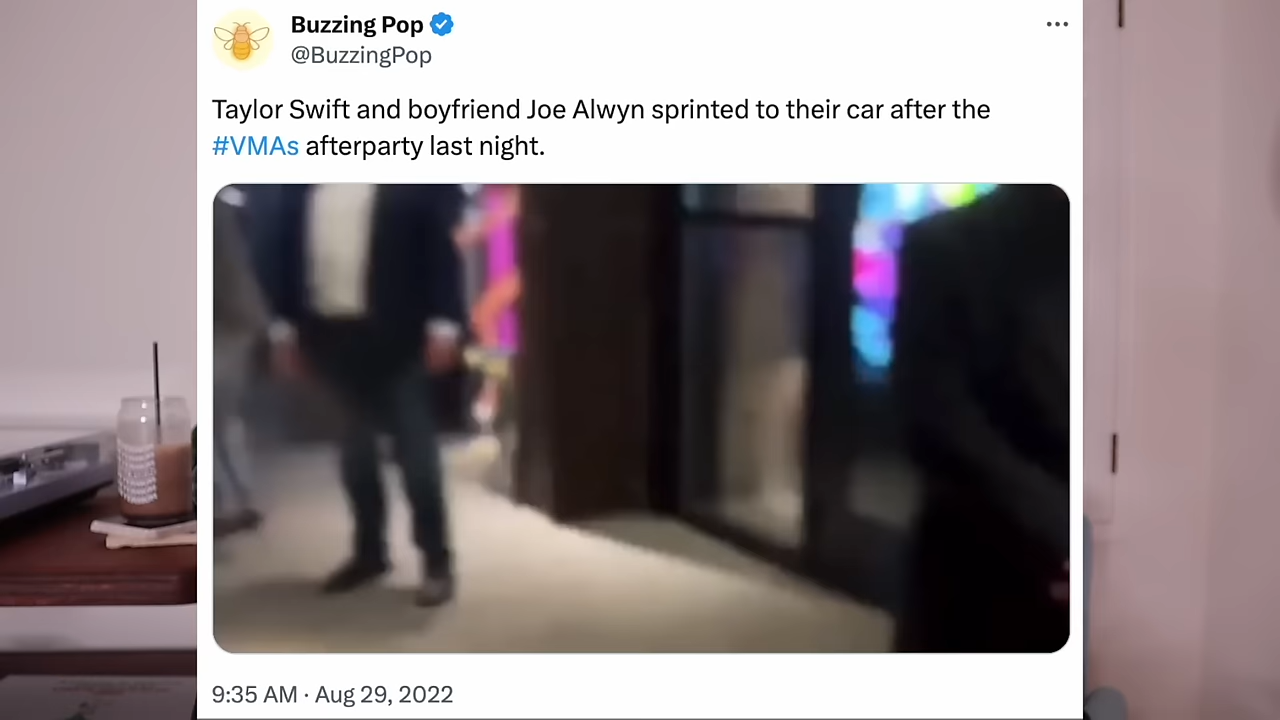 Buzzing Pop
@BuzzingPop
Taylor Swift and boyfriend Joe Alwyn sprinted to their car after the
#VMAs afterparty last night.
9:35 AM · Aug 29, 2022